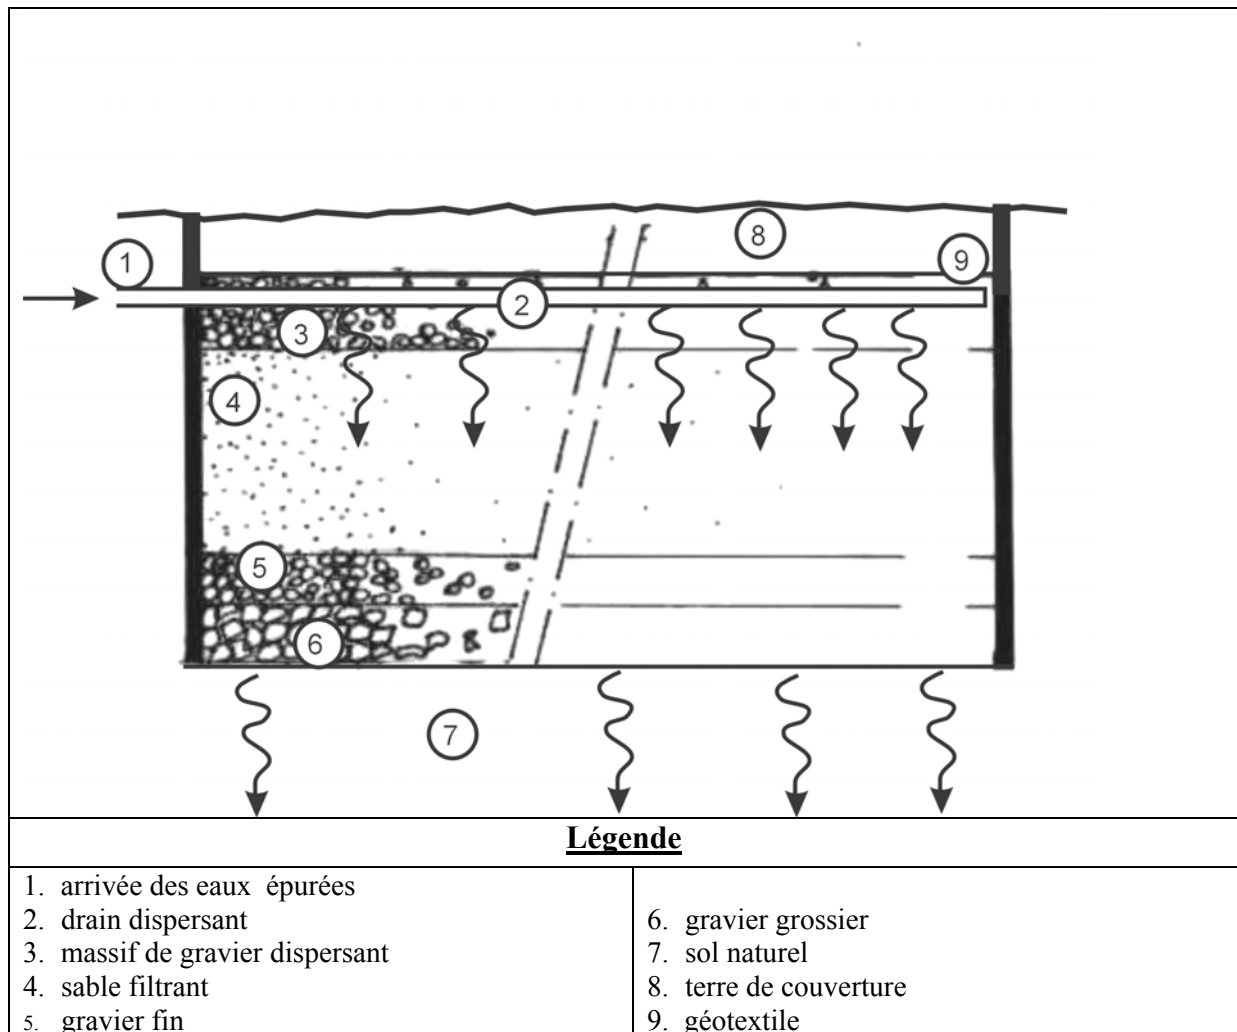 8
1
9
2
3
4
5
6
7
Légende
1. arrivée des eaux épurées
2. drain dispersant
3. massif de gravier dispersant
4. sable filtrant
5. gravier fin
6. gravier grossier
7. sol naturel
8. terre de couverture
9. géotextile